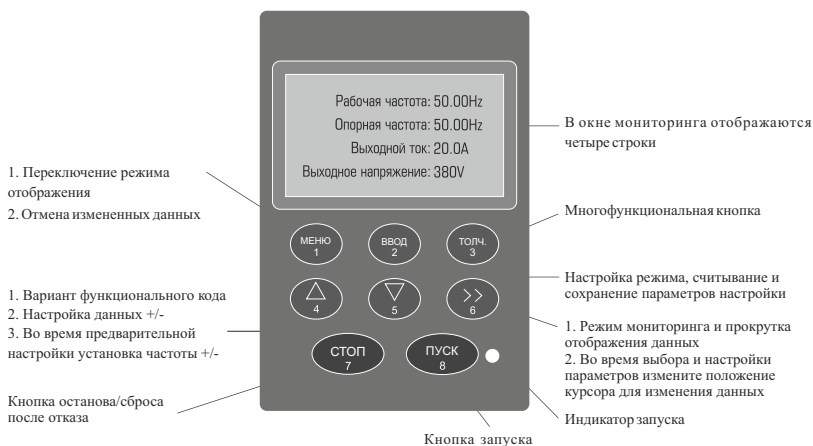 Рабочая частота: 50.00Hz
Опорная частота: 50.00Hz
Выходной ток: 20.0A
Выходное напряжение: 380V
МЕНЮ
1
ВВОД
2
ТОЛЧ.
3
4
5
>>
6
СТОП
7
ПУСК
8
1. Переключение режима
отображения
2. Отмена измененных данных
1. Вариант функционального кода
2. Настройка данных +/-
3. Во время предварительной
настройки установка частоты +/-
Кнопка останова/сброса
после отказа
В окне мониторинга отображаются
четыре строки
Многофункциональная кнопка
Настройка режима, считывание и
сохранение параметров настройки
1. Режим мониторинга и прокрутка
отображения данных
2. Во время выбора и настройки
параметров измените положение
курсора для изменения данных
Индикатор запуска
Кнопка запуска